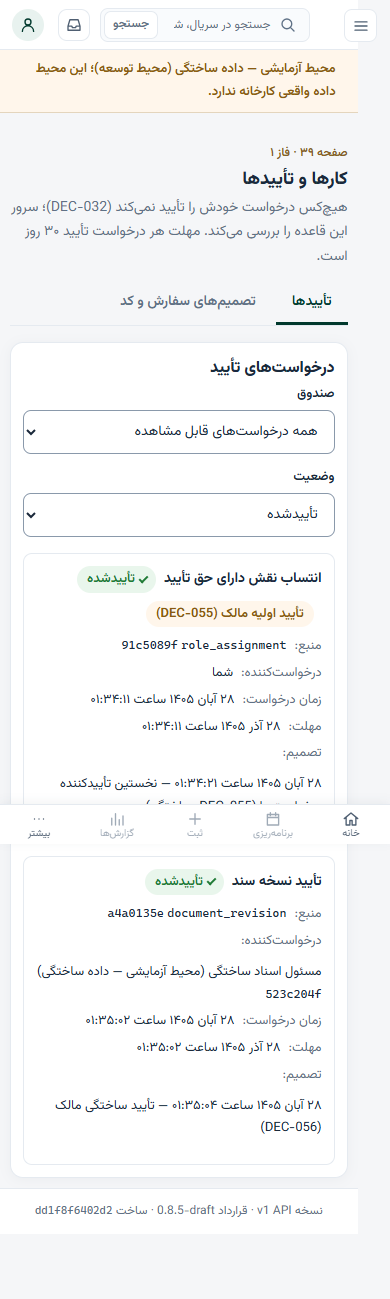 جستجو در سریال، ش
جستجو
محیط آزمایشی — داده ساختگی (محیط توسعه)؛ این محیط
داده واقعی کارخانه ندارد.
صفحه ۳۹ · فاز ۱
کارها و تأییدها
هیچ‌کس درخواست خودش را تأیید نمی‌کند (DEC-032)؛ سرور
این قاعده را بررسی می‌کند. مهلت هر درخواست تأیید ۳۰ روز
است.
تأییدها
تصمیم‌های سفارش و کد
درخواست‌های تأیید
صندوق
همه درخواست‌های قابل مشاهده
وضعیت
تأییدشده
انتساب نقش دارای حق تأیید
تأییدشده
تأیید اولیه مالک (DEC-055)
منبع: role_assignment 91c5089f
درخواست‌کننده: شما
زمان درخواست: ۲۸ آبان ۱۴۰۵ ساعت ۰۱:۳۴:۱۱
مهلت: ۲۸ آذر ۱۴۰۵ ساعت ۰۱:۳۴:۱۱
تصمیم:
۲۸ آبان ۱۴۰۵ ساعت ۰۱:۳۴:۲۱ — نخستین تأییدکننده
خانه
برنامه‌ریزی
ثبت
گزارش‌ها
بیشتر
تأیید نسخه سند
تأییدشده
منبع: document_revision a4a0135e
درخواست‌کننده:
مسئول اسناد ساختگی (محیط آزمایشی — داده ساختگی)
523c204f
زمان درخواست: ۲۸ آبان ۱۴۰۵ ساعت ۰۱:۳۵:۰۲
مهلت: ۲۸ آذر ۱۴۰۵ ساعت ۰۱:۳۵:۰۲
تصمیم:
۲۸ آبان ۱۴۰۵ ساعت ۰۱:۳۵:۰۴ — تأیید ساختگی مالک
(DEC-056)
نسخه API v1 · قرارداد 0.8.5-draft · ساخت dd1f8f6402d2